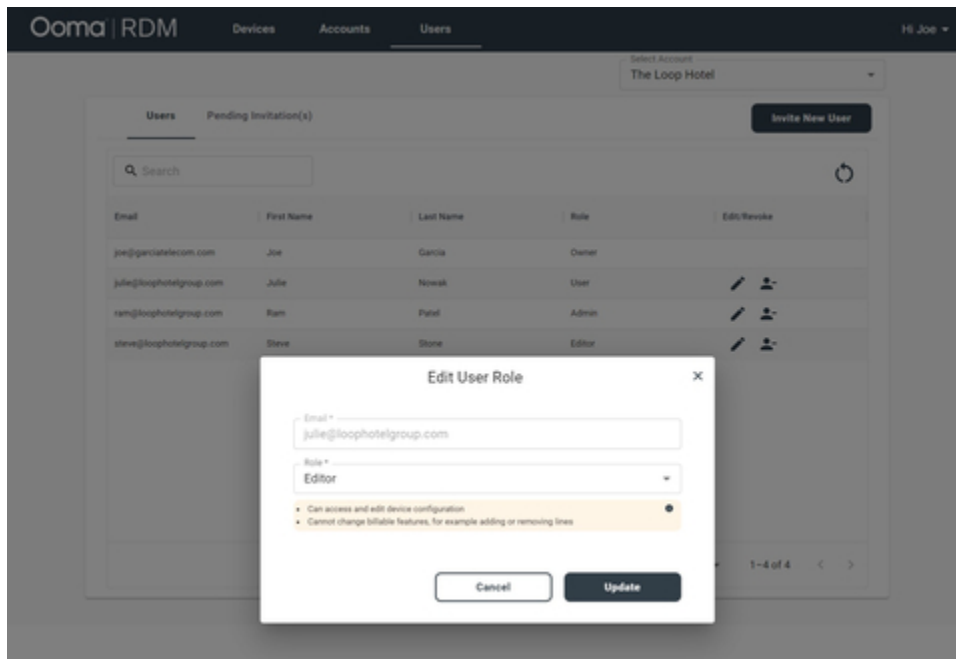 Ooma | RDM Devices Accounts Users Hi Joe
Select Account
The Loop Hotel
Users Pending Invitation(s) Invite New User
Search
Email First Name Last Name Role Edit/Revoke
joe@garciatelecom.com Joe Garcia Owner
julie@loophotelgroup.com Julie Nowak User
ram@loophotelgroup.com Ram Patel Admin
steve@loophotelgroup.com Steve Stone Editor
Edit User Role
Email *
julie@loophotelgroup.com
Role *
Editor
• Can access and edit device configuration
• Cannot change billable features, for example adding or removing lines
1–4 of 4
Cancel Update